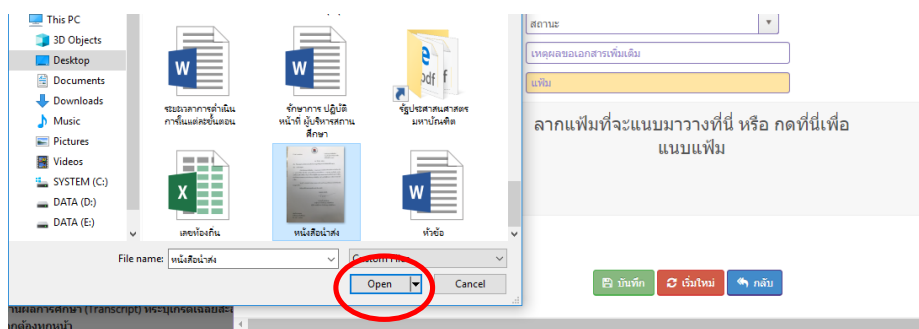 This PC
3D Objects
Desktop
Documents
Downloads
Music
Pictures
Videos
SYSTEM (C:)
DATA (D:)
DATA (E:)
ระยะเวลาการดำเนิน
การในแต่ละขั้นตอน
รักษาการ ปฏิบัติ
หน้าที่ ผู้บริหารสถาน
ศึกษา
รัฐประศาสนศาสตร
มหาบัณฑิต
เลขท้องถิ่น
หนังสือนำส่ง
หัวข้อ
File name:
หนังสือนำส่ง
Custom Files
Open
Cancel
สถานะ
เหตุผลขอเอกสารเพิ่มเติม
แฟ้ม
ลากแฟ้มที่จะแนบมาวางที่นี่ หรือ กดที่นี่เพื่อ
แนบแฟ้ม
บันทึก
เริ่มใหม่
กลับ
(Transcript)